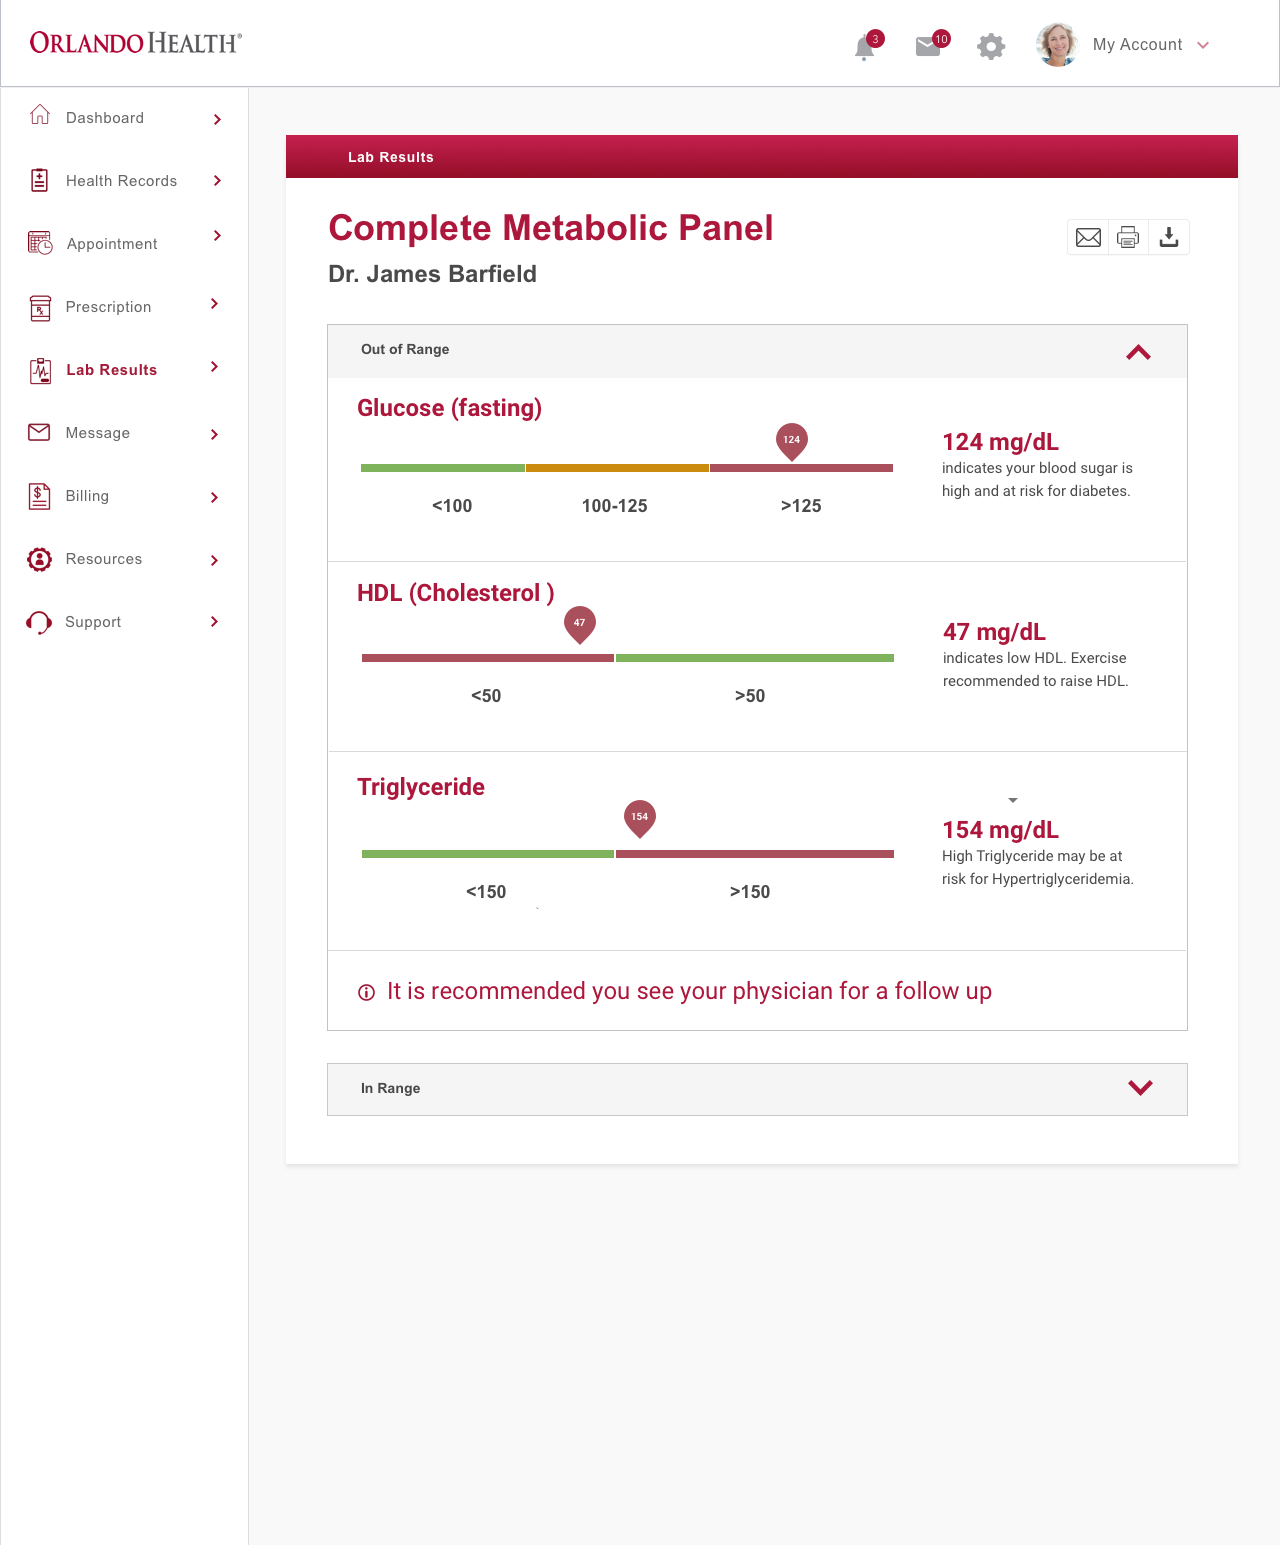 ORLANDO HEALTH®
3
10
My Account
Dashboard
Health Records
Appointment
Prescription
Lab Results
Message
Billing
Resources
Support
Lab Results
Complete Metabolic Panel
Dr. James Barfield
Out of Range
Glucose (fasting)
124
<100
100-125
>125
124 mg/dL
indicates your blood sugar is
high and at risk for diabetes.
HDL (Cholesterol )
47
<50
>50
47 mg/dL
indicates low HDL. Exercise
recommended to raise HDL.
Triglyceride
154
<150
>150
154 mg/dL
High Triglyceride may be at
risk for Hypertriglyceridemia.
It is recommended you see your physician for a follow up
In Range